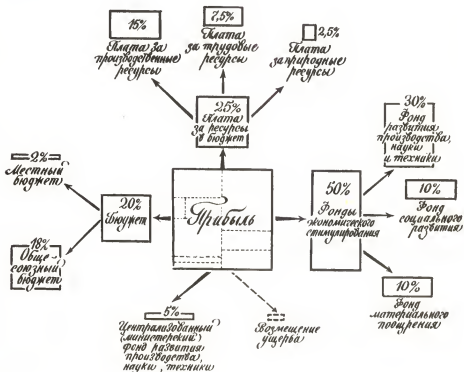 15%
Плата за
производственные
ресурсы
7,5%
Плата
за трудовые
ресурсы
2,5%
Плата
за природные
ресурсы
25%
Плата
за ресурсы
в бюджет
30%
Фонд
развития
производства,
науки
и техники
2%
Местный
бюджет
20%
Бюджет
Прибыль
50%
Фонды
экономического
стимулирования
10%
Фонд
социального
развития
18%
Обще-
союзный
бюджет
10%
Фонд
материального
поощрения
5%
Централизованный
(министерский)
фонд развития
производства,
науки, техники
Возмещение
ущерба